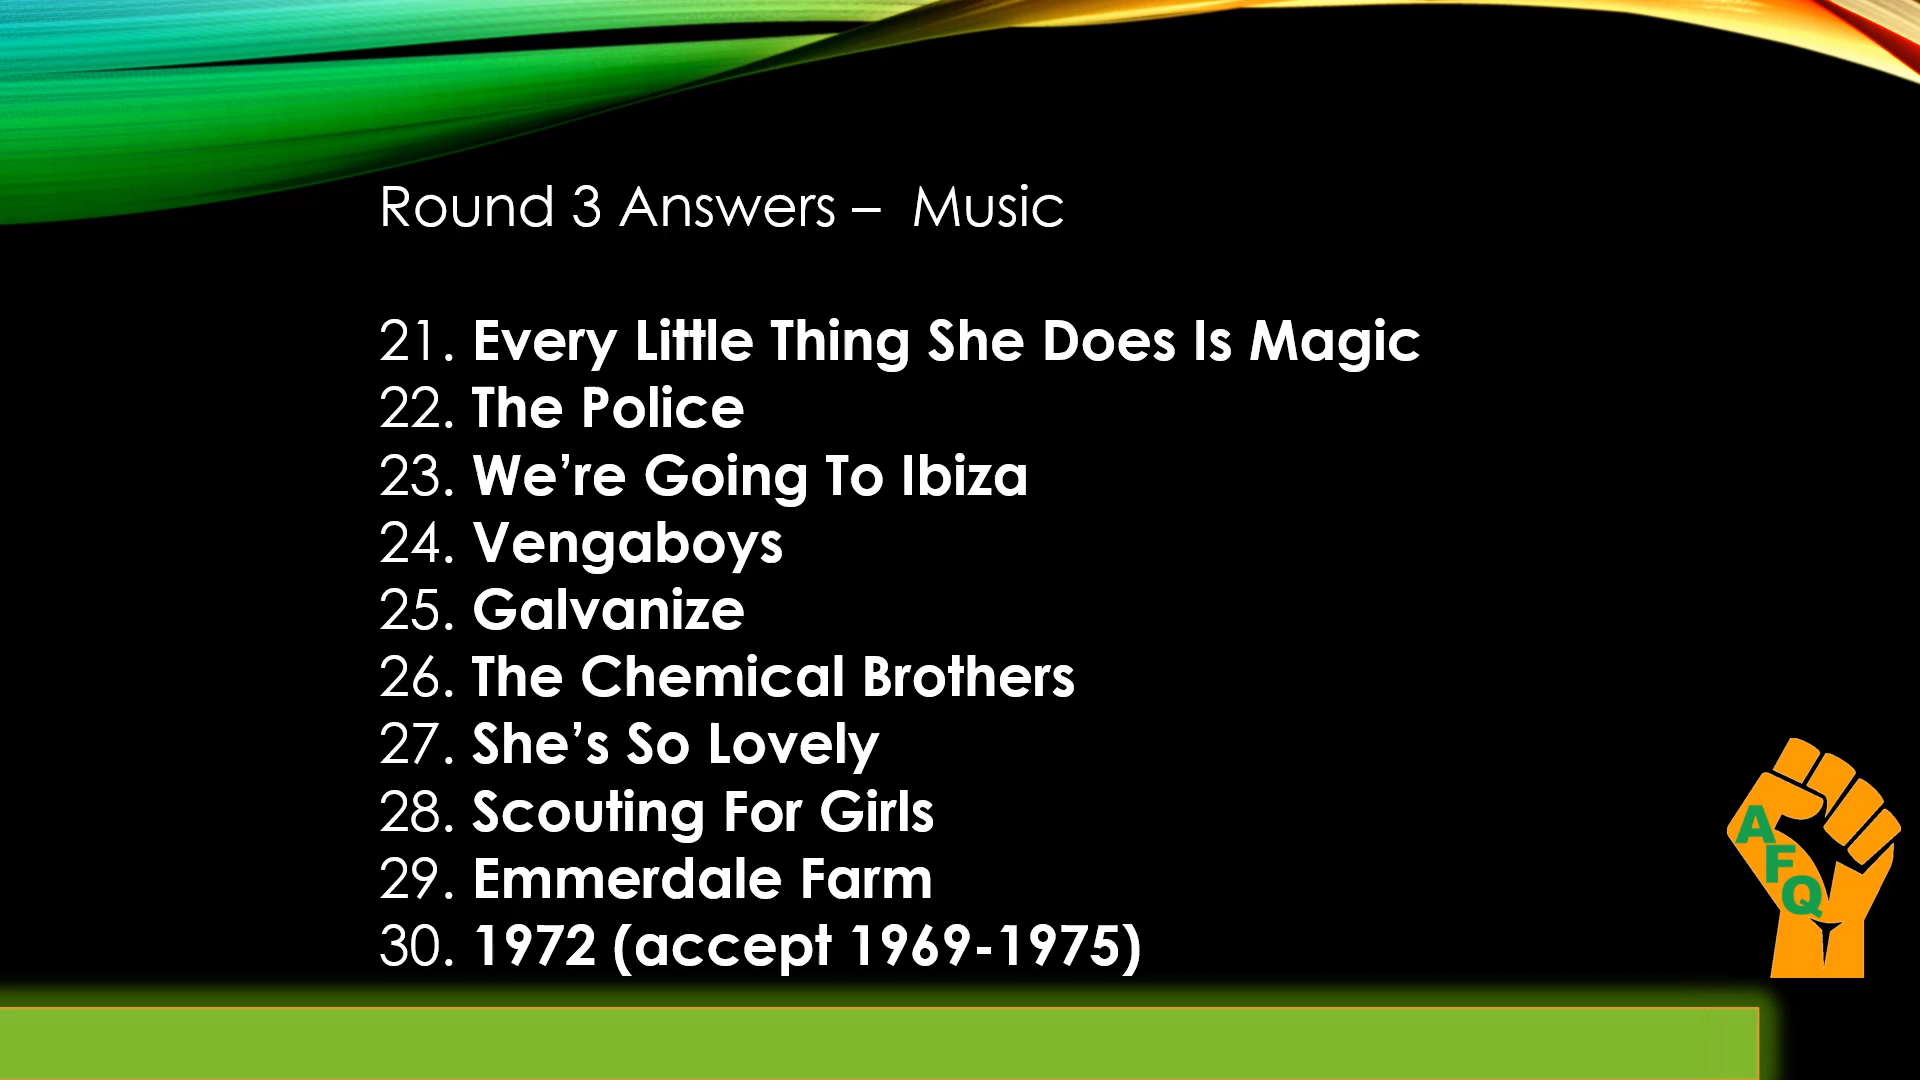 Round 3 Answers –  Music
21. Every Little Thing She Does Is Magic
22. The Police
23. We’re Going To Ibiza
24. Vengaboys
25. Galvanize
26. The Chemical Brothers
27. She’s So Lovely
28. Scouting For Girls
29. Emmerdale Farm
30. 1972 (accept 1969-1975)
A
F
Q